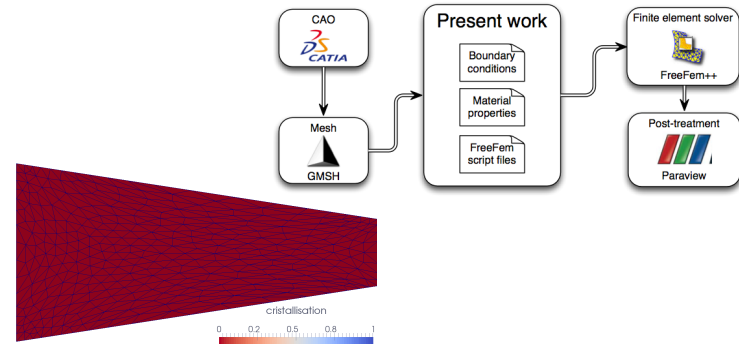 CAO
DS
CATIA
Mesh
GMSH
Present work
Boundary
conditions
Material
properties
FreeFem
script files
Finite element solver
FreeFem++
Post-treatment
Paraview
cristallisation
0 0.2 0.5 0.8 1